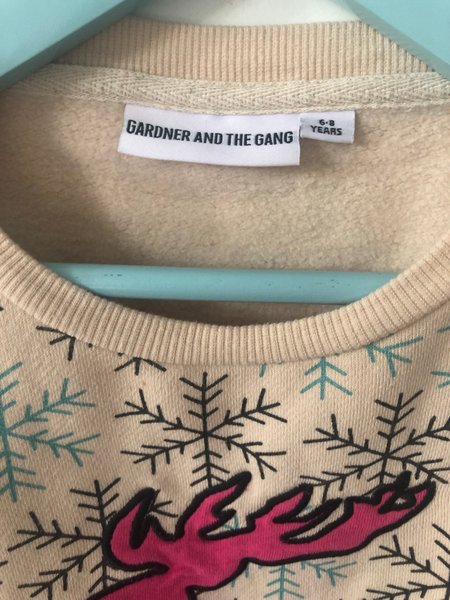 GARDNER AND THE GANG
6-8
YEARS